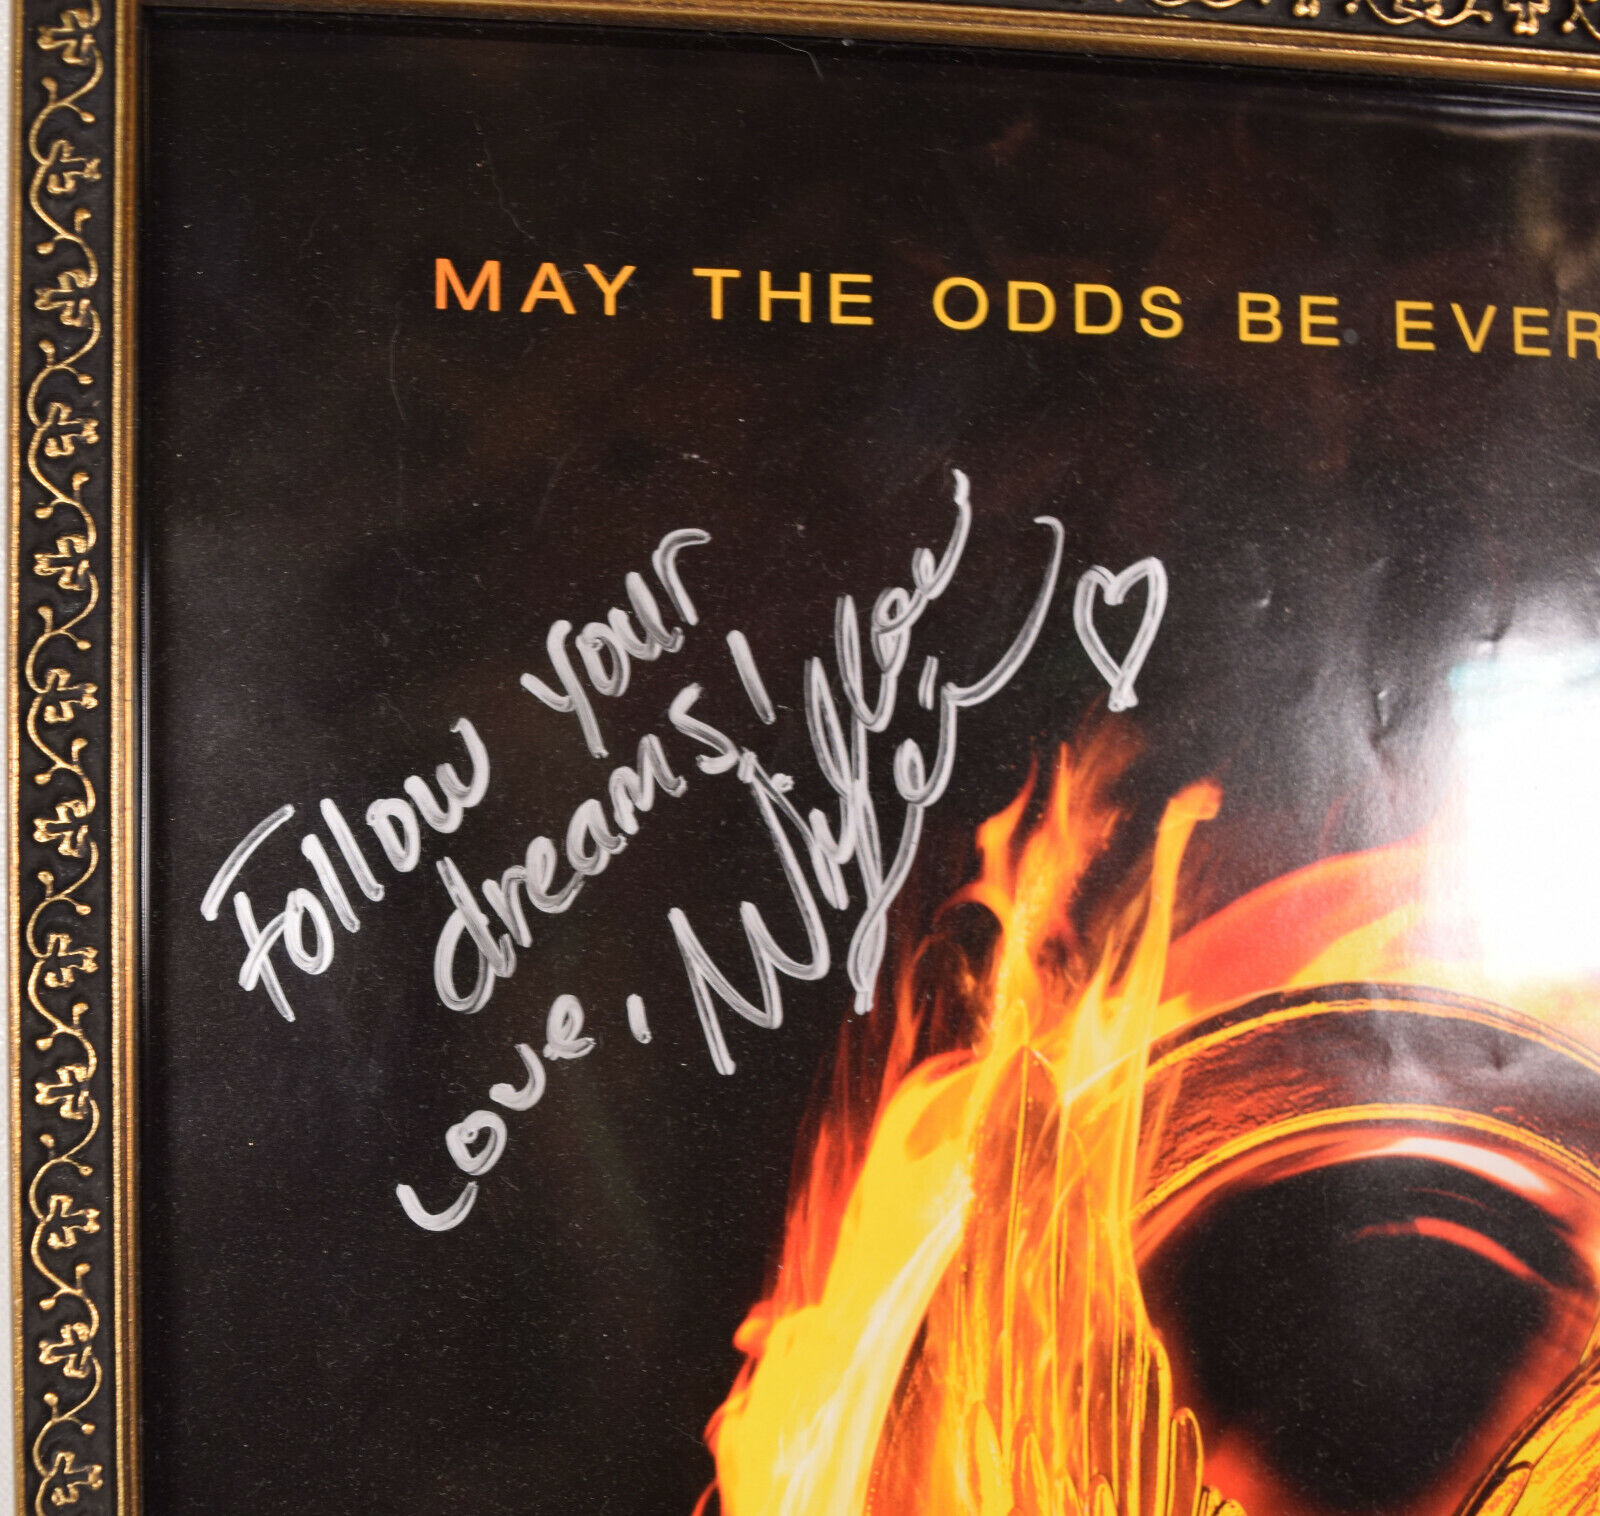 MAY THE ODDS BE EVER
Follow your
dreams!
Love,